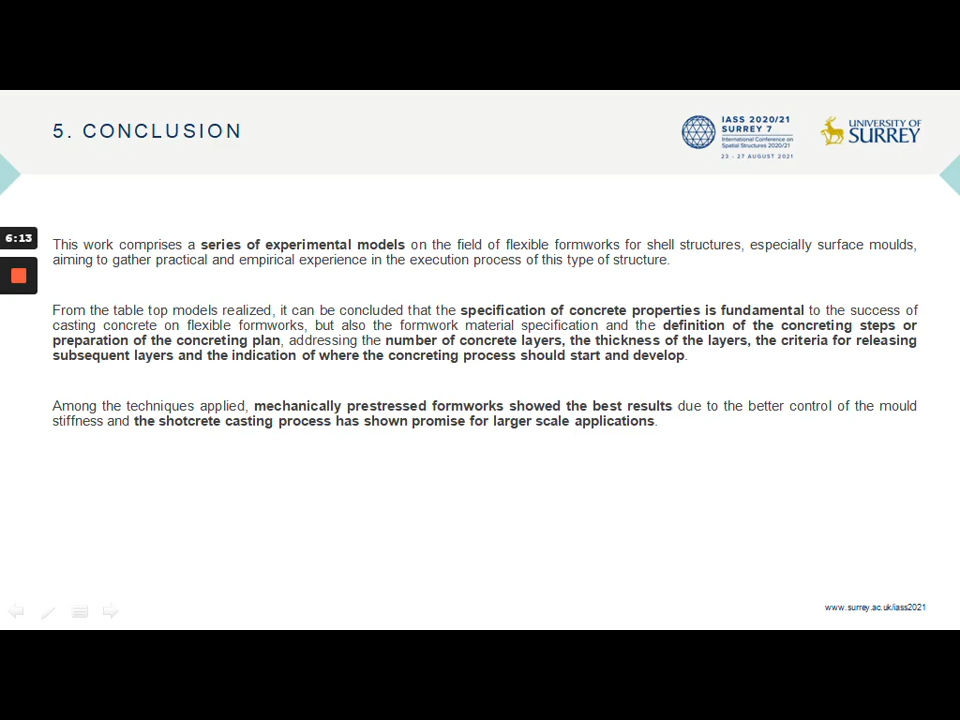 5. CONCLUSION
IASS 2020/21
SURREY 7
International Conference on
Spatial Structures 2020/21
23 - 27 AUGUST 2021
UNIVERSITY OF
SURREY
6:13
This work comprises a series of experimental models on the field of flexible formworks for shell structures, especially surface moulds,
aiming to gather practical and empirical experience in the execution process of this type of structure.
From the table top models realized, it can be concluded that the specification of concrete properties is fundamental to the success of
casting concrete on flexible formworks, but also the formwork material specification and the definition of the concreting steps or
preparation of the concreting plan, addressing the number of concrete layers, the thickness of the layers, the criteria for releasing
subsequent layers and the indication of where the concreting process should start and develop.
Among the techniques applied, mechanically prestressed formworks showed the best results due to the better control of the mould
stiffness and the shotcrete casting process has shown promise for larger scale applications.
www.surrey.ac.uk/iass2021